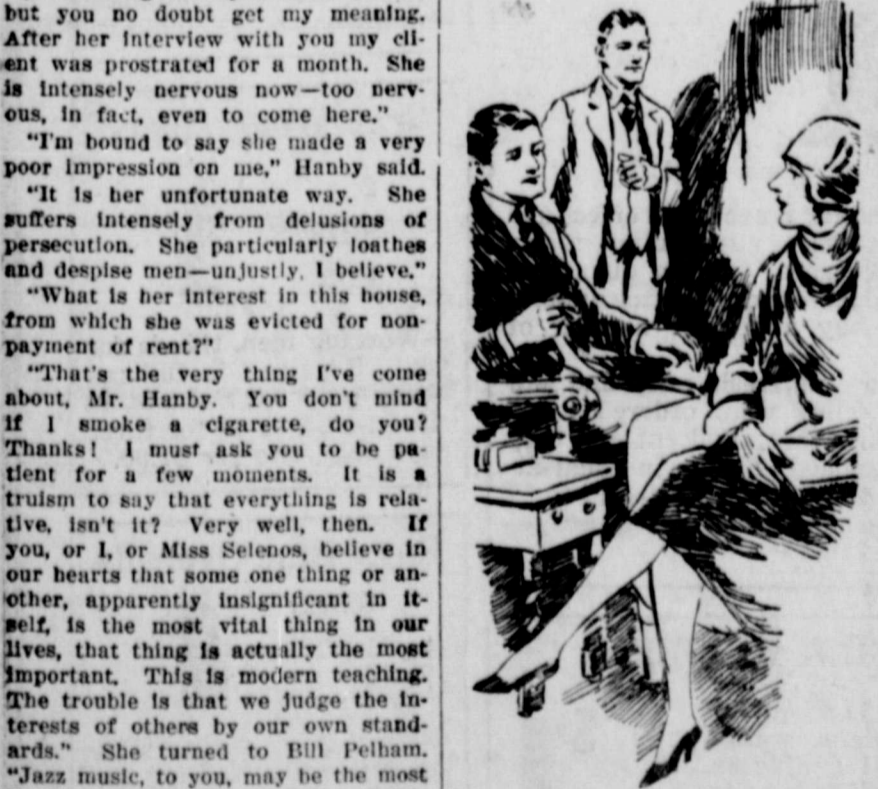 but you no doubt get my meaning.
After her interview with you my cli-
ent was prostrated for a month. She
is intensely nervous now—too nerv-
ous, in fact, even to come here."
"I'm bound to say she made a very
poor impression on me," Hanby said.
"It is her unfortunate way. She
suffers intensely from delusions of
persecution. She particularly loathes
and despise men—unjustly, I believe."
"What is her interest in this house,
from which she was evicted for non-
payment of rent?"
"That's the very thing I've come
about, Mr. Hanby. You don't mind
if I smoke a cigarette, do you?
Thanks! I must ask you to be pa-
tient for a few moments. It is a
truism to say that everything is rela-
tive, isn't it? Very well, then. If
you, or I, or Miss Selenos, believe in
our hearts that some one thing or an-
other, apparently insignificant in it-
self, is the most vital thing in our
lives, that thing is actually the most
important. This is modern teaching.
The trouble is that we judge the in-
terests of others by our own stand-
ards." She turned to Bill Pelham.
"Jazz music, to you, may be the most